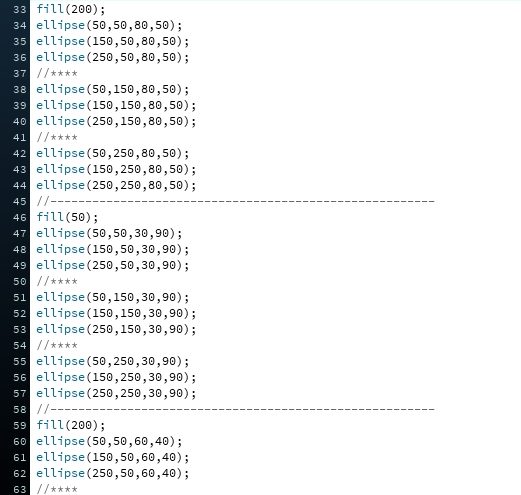 33 fill(200);
34 ellipse(50,50,80,50);
35 ellipse(150,50,80,50);
36 ellipse(250,50,80,50);
37 //****
38 ellipse(50,150,80,50);
39 ellipse(150,150,80,50);
40 ellipse(250,150,80,50);
41 //****
42 ellipse(50,250,80,50);
43 ellipse(150,250,80,50);
44 ellipse(250,250,80,50);
45 //-------------------------------------------------------
46 fill(50);
47 ellipse(50,50,30,90);
48 ellipse(150,50,30,90);
49 ellipse(250,50,30,90);
50 //****
51 ellipse(50,150,30,90);
52 ellipse(150,150,30,90);
53 ellipse(250,150,30,90);
54 //****
55 ellipse(50,250,30,90);
56 ellipse(150,250,30,90);
57 ellipse(250,250,30,90);
58 //-------------------------------------------------------
59 fill(200);
60 ellipse(50,50,60,40);
61 ellipse(150,50,60,40);
62 ellipse(250,50,60,40);
63 //****